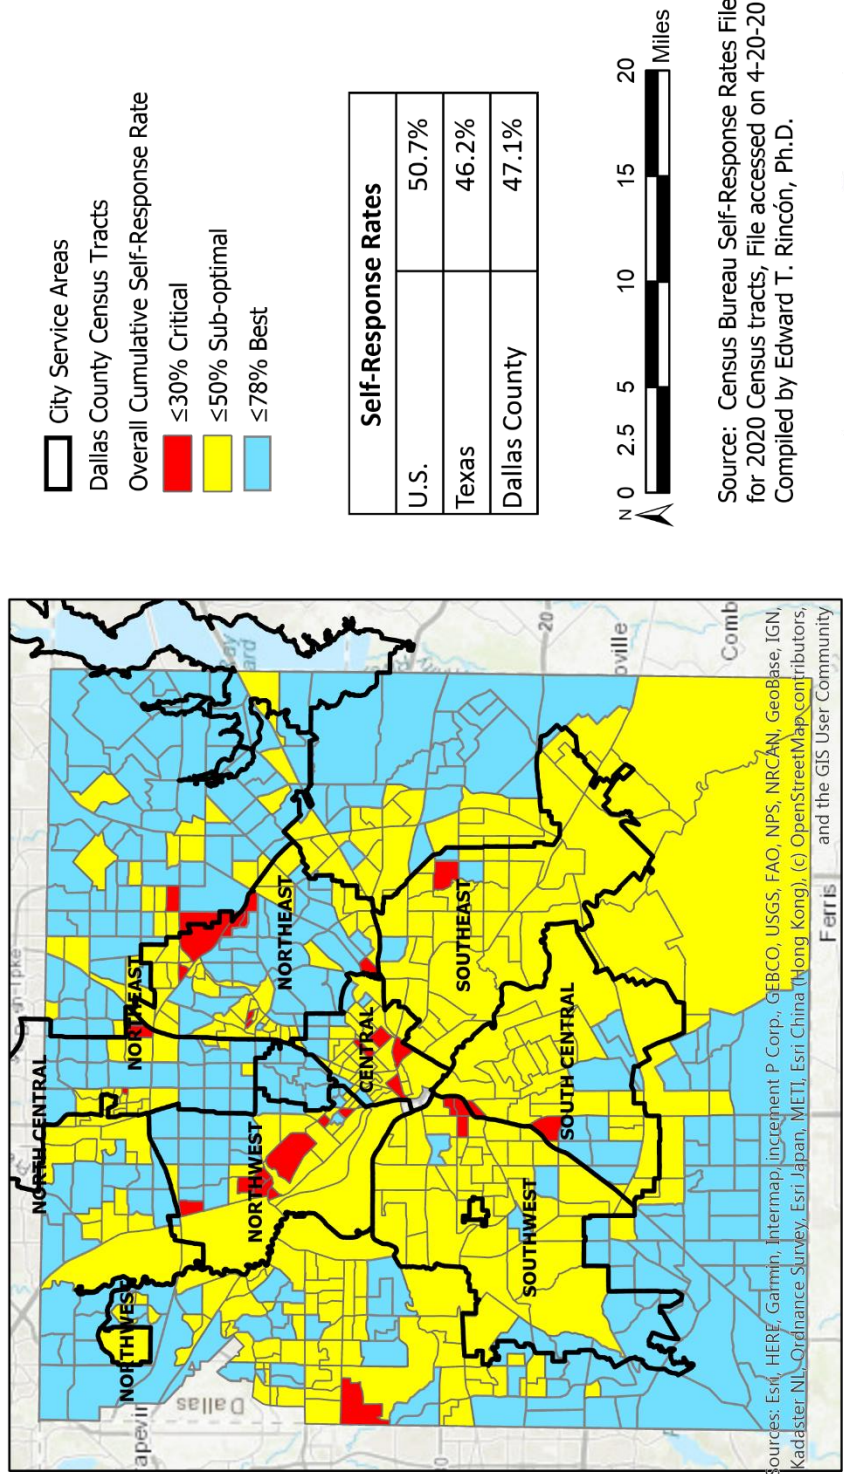 City Service Areas
Dallas County Census Tracts
Overall Cumulative Self-Response Rate
≤30% Critical
≤50% Sub-optimal
≤78% Best
Self-Response Rates
U.S. 50.7%
Texas 46.2%
Dallas County 47.1%
N
0 2.5 5 10 15 20
Miles
Source: Census Bureau Self-Response Rates File
for 2020 Census tracts, File accessed on 4-20-20
Compiled by Edward T. Rincón, Ph.D.
NORTH CENTRAL
NORTHWEST
NORTHEAST
NORTHWEST
NORTHEAST
CENTRAL
SOUTHEAST
SOUTHWEST
SOUTH CENTRAL
apevin
Dallas
20
30
oville
Comb
Ferris
Sources: Esri, HERE, Garmin, Intermap, increment P Corp., GEBCO, USGS, FAO, NPS, NRCAN, GeoBase, IGN,
Kadaster NL, Ordnance Survey, Esri Japan, METI, Esri China (Hong Kong), (c) OpenStreetMap contributors,
and the GIS User Community